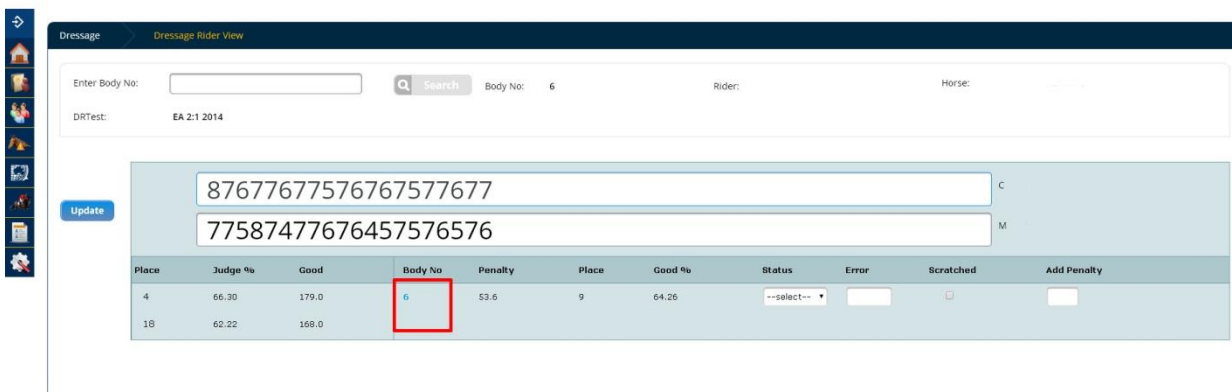 Dressage Dressage Rider View
Enter Body No: Search Body No: 6 Rider: Horse:
DRTest: EA 2:1 2014
87677677576767577677 C
Update
77587477676457576576 M
Place Judge % Good Body No Penalty Place Good % Status Error Scratched Add Penalty
4 66.30 179.0 6 53.6 9 64.26 --select--
18 62.22 168.0